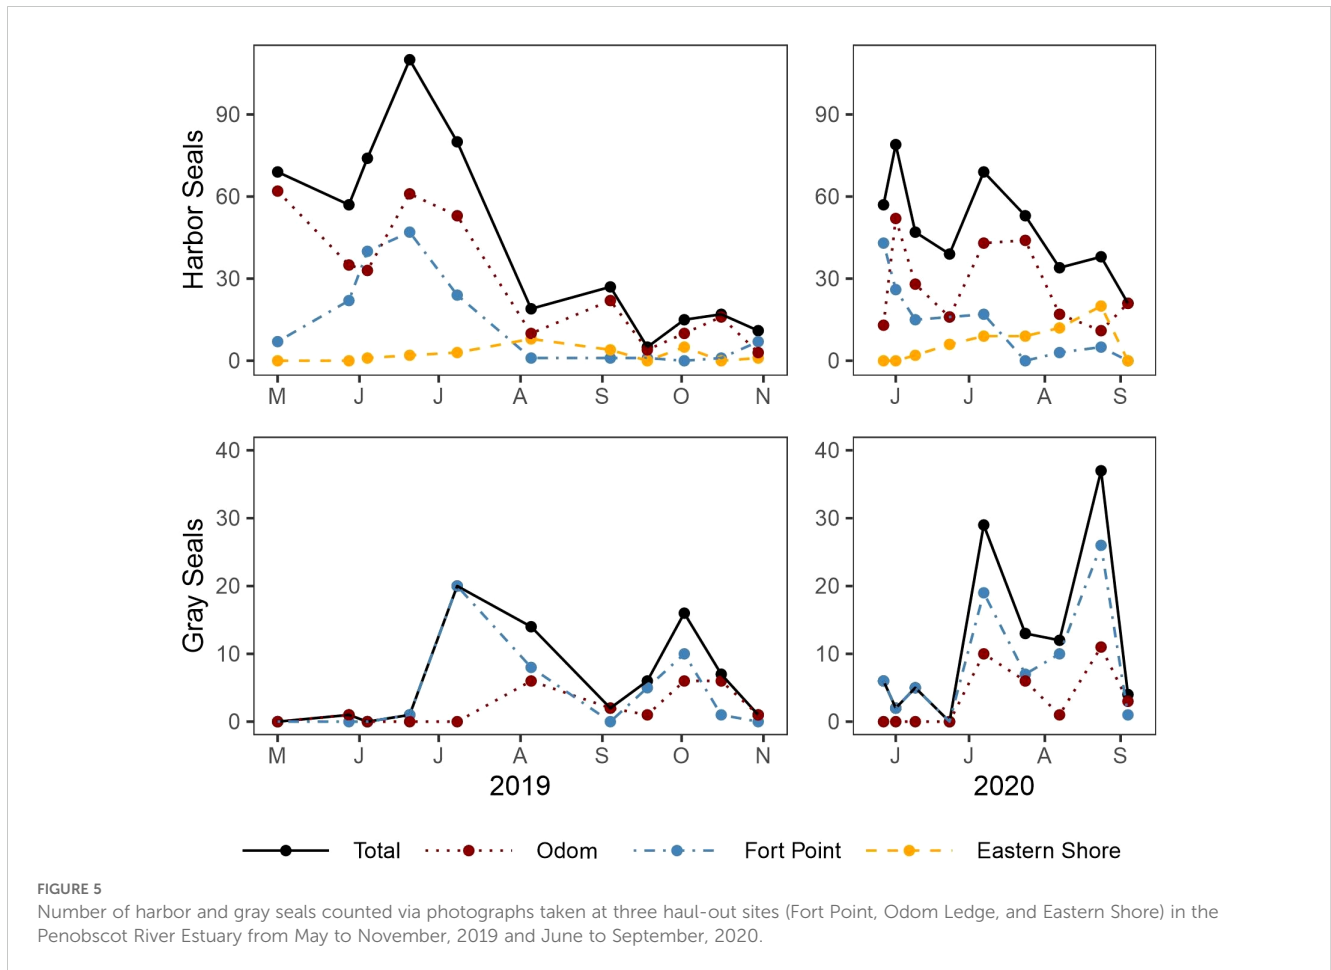 Harbor Seals
90
60
30
0
M J J A S O N
90
60
30
0
J J A S
Gray Seals
40
30
20
10
0
M J J A S O N
2019
40
30
20
10
0
J J A S
2020
Total Odom Fort Point Eastern Shore
FIGURE 5
Number of harbor and gray seals counted via photographs taken at three haul-out sites (Fort Point, Odom Ledge, and Eastern Shore) in the
Penobscot River Estuary from May to November, 2019 and June to September, 2020.